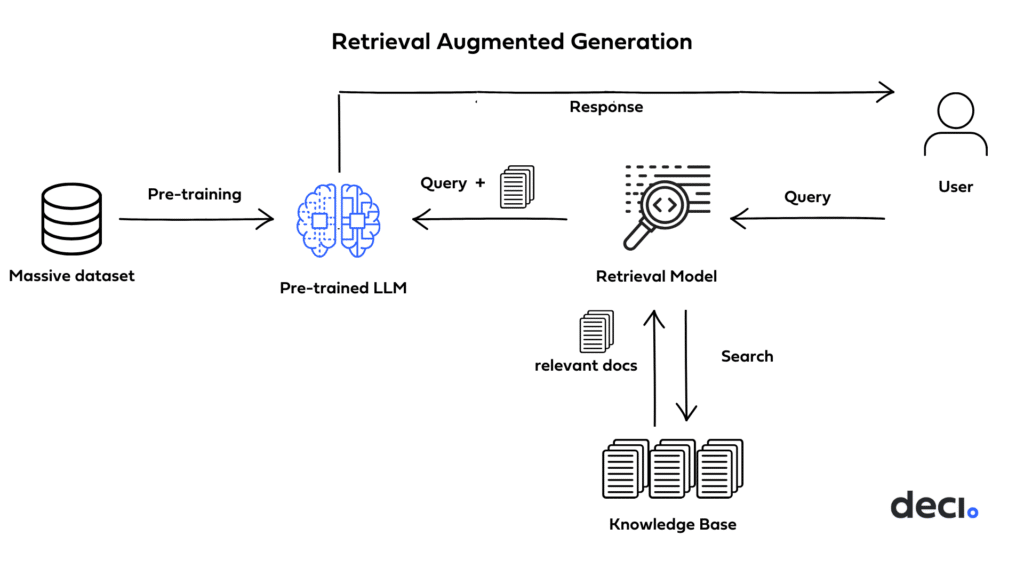 Retrieval Augmented Generation
Response
Pre-training
Query +
Query
User
Massive dataset
Pre-trained LLM
Retrieval Model
relevant docs
Search
Knowledge Base
deci.